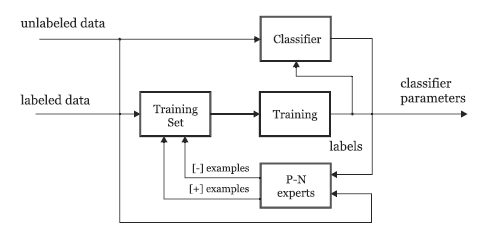 unlabeled data
Classifier
classifier
parameters
labeled data
Training
Set
Training
labels
[-] examples
[+] examples
P-N
experts